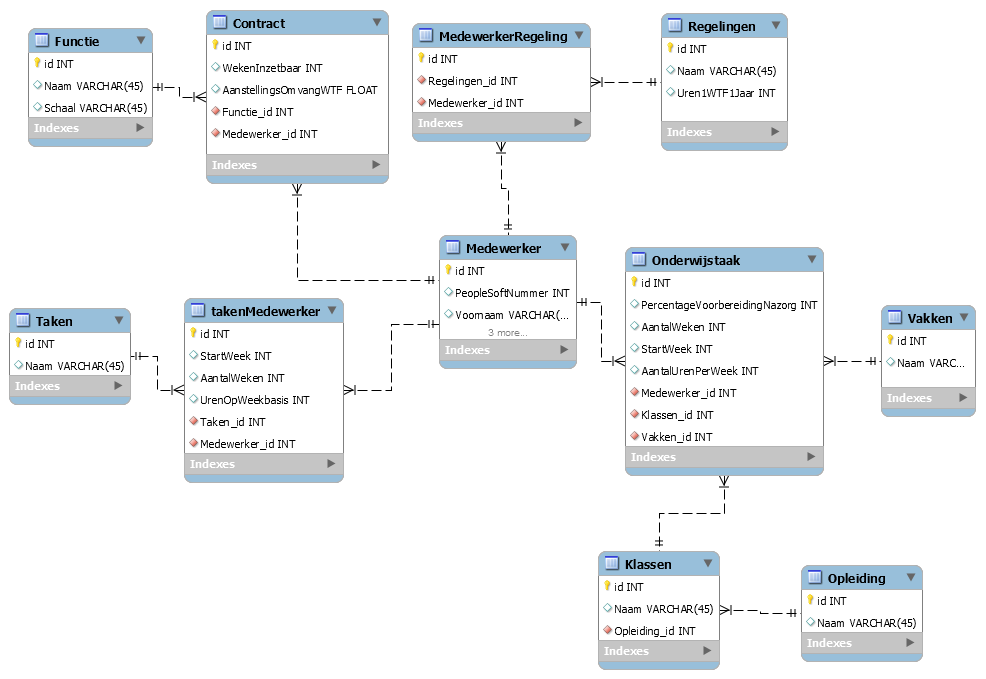 Functie
id INT
Naam VARCHAR(45)
Schaal VARCHAR(45)
Indexes
Contract
id INT
WekenInzetbaar INT
AanstellingsOmvangWTF FLOAT
Functie_id INT
Medewerker_id INT
Indexes
MedewerkerRegeling
id INT
Regelingen_id INT
Medewerker_id INT
Indexes
Regelingen
id INT
Naam VARCHAR(45)
Uren1WTF1Jaar INT
Indexes
Medewerker
id INT
PeopleSoftNummer INT
Voornaam VARCHAR(...
3 more...
Indexes
Onderwijstaak
id INT
PercentageVoorbereidingNazorg INT
AantalWeken INT
StartWeek INT
AantalUrenPerWeek INT
Medewerker_id INT
Klassen_id INT
Vakken_id INT
Indexes
Taken
id INT
Naam VARCHAR(45)
Indexes
takenMedewerker
id INT
StartWeek INT
AantalWeken INT
UrenOpWeekbasis INT
Taken_id INT
Medewerker_id INT
Indexes
Vakken
id INT
Naam VARC...
Indexes
Klassen
id INT
Naam VARCHAR(45)
Opleiding_id INT
Indexes
Opleiding
id INT
Naam VARCHAR(45)
Indexes